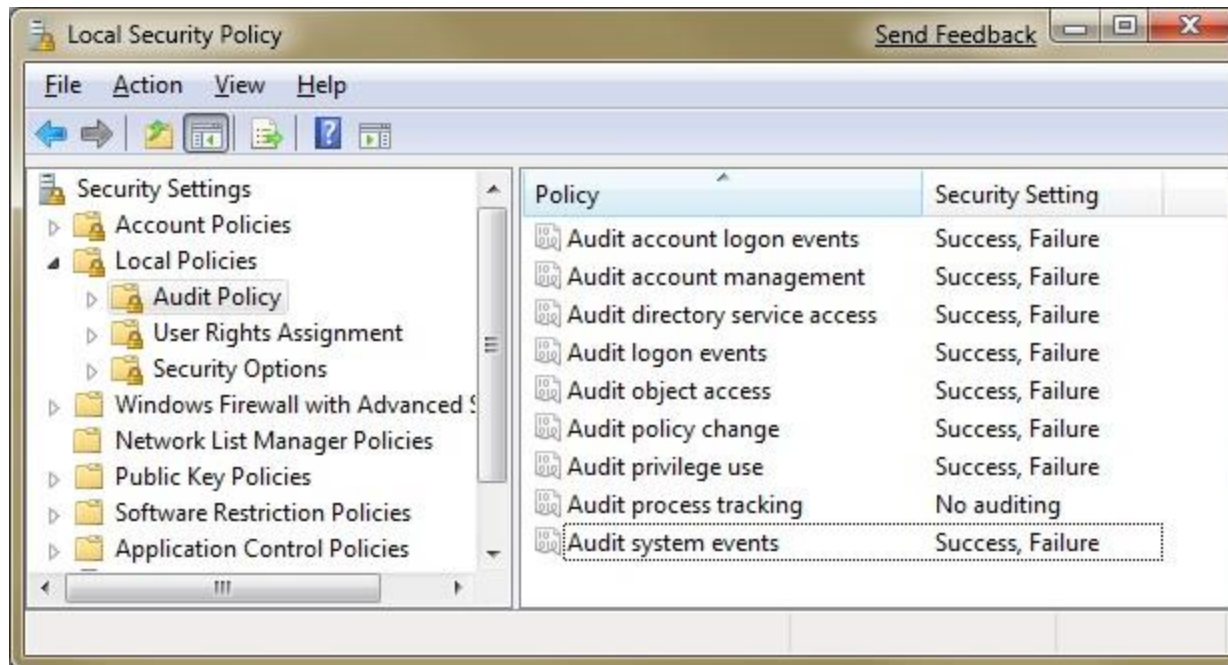 Local Security Policy
Send Feedback
File Action View Help
Security Settings
Account Policies
Local Policies
Audit Policy
User Rights Assignment
Security Options
Windows Firewall with Advanced
Network List Manager Policies
Public Key Policies
Software Restriction Policies
Application Control Policies
Policy Security Setting
Audit account logon events Success, Failure
Audit account management Success, Failure
Audit directory service access Success, Failure
Audit logon events Success, Failure
Audit object access Success, Failure
Audit policy change Success, Failure
Audit privilege use Success, Failure
Audit process tracking No auditing
Audit system events Success, Failure